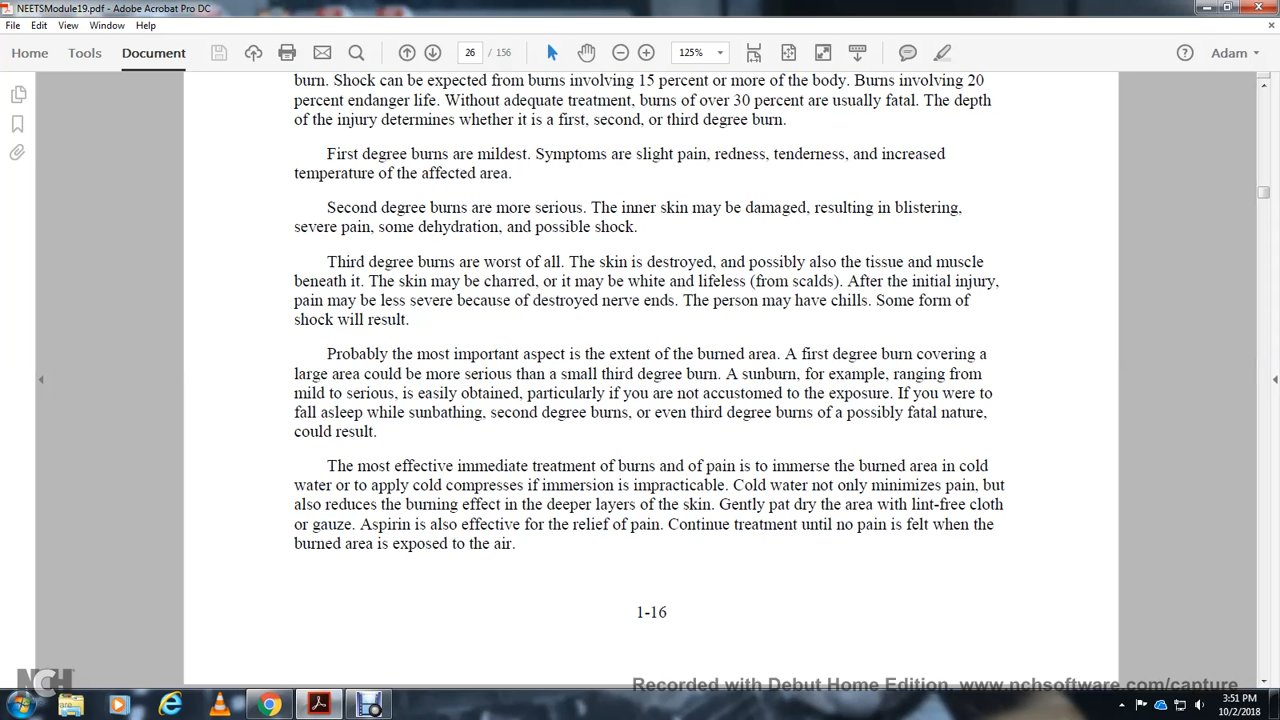 NEETSModule19.pdf - Adobe Acrobat Pro DC
File Edit View Window Help
Home Tools Document 26 / 156 125% Adam
burn. Shock can be expected from burns involving 15 percent or more of the body. Burns involving 20
percent endanger life. Without adequate treatment, burns of over 30 percent are usually fatal. The depth
of the injury determines whether it is a first, second, or third degree burn.
First degree burns are mildest. Symptoms are slight pain, redness, tenderness, and increased
temperature of the affected area.
Second degree burns are more serious. The inner skin may be damaged, resulting in blistering,
severe pain, some dehydration, and possible shock.
Third degree burns are worst of all. The skin is destroyed, and possibly also the tissue and muscle
beneath it. The skin may be charred, or it may be white and lifeless (from scalds). After the initial injury,
pain may be less severe because of destroyed nerve ends. The person may have chills. Some form of
shock will result.
Probably the most important aspect is the extent of the burned area. A first degree burn covering a
large area could be more serious than a small third degree burn. A sunburn, for example, ranging from
mild to serious, is easily obtained, particularly if you are not accustomed to the exposure. If you were to
fall asleep while sunbathing, second degree burns, or even third degree burns of a possibly fatal nature,
could result.
The most effective immediate treatment of burns and of pain is to immerse the burned area in cold
water or to apply cold compresses if immersion is impracticable. Cold water not only minimizes pain, but
also reduces the burning effect in the deeper layers of the skin. Gently pat dry the area with lint-free cloth
or gauze. Aspirin is also effective for the relief of pain. Continue treatment until no pain is felt when the
burned area is exposed to the air.
1-16
NCH
Recorded with Debut Home Edition. www.nchsoftware.com/capture
3:51 PM
10/2/2018